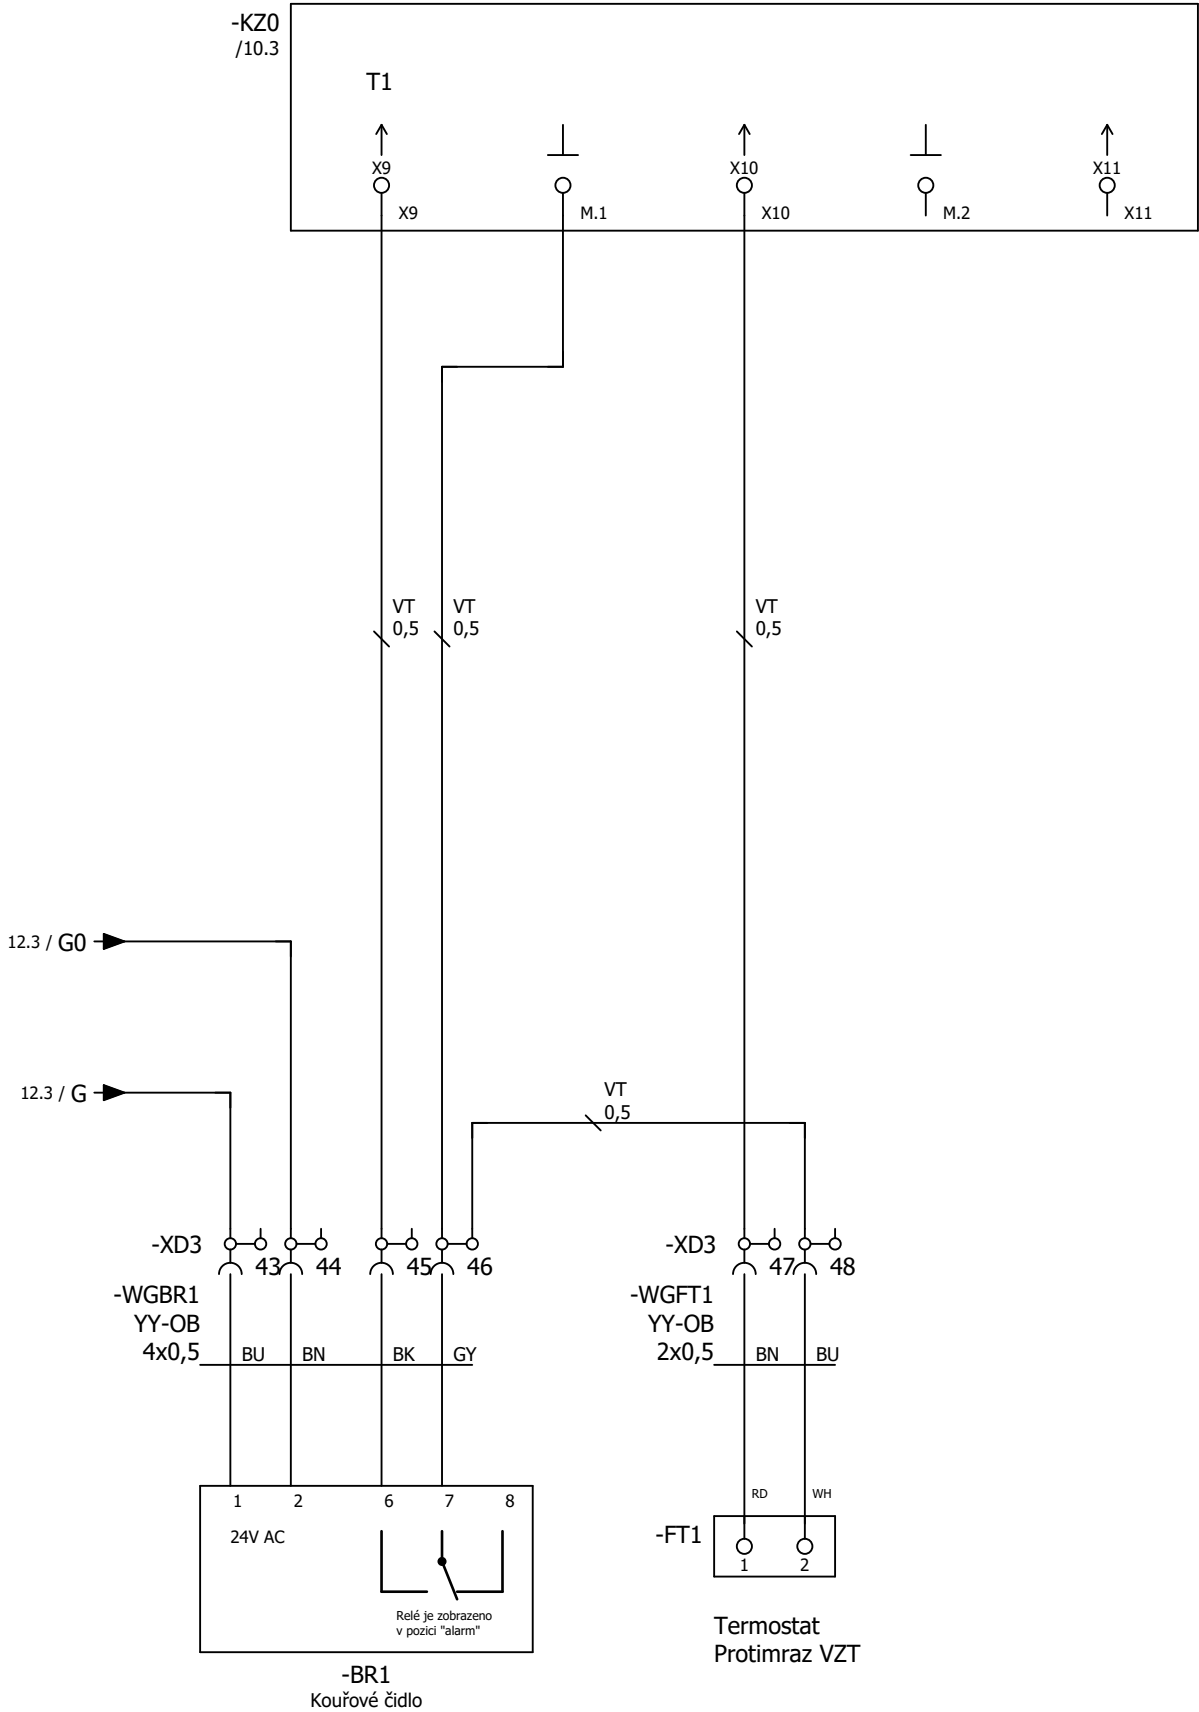 -KZ0
/10.3
T1
X9
X10
X11
X9
M.1
X10
M.2
X11
VT
0,5
VT
0,5
VT
0,5
12.3 / G0
12.3 / G
VT
0,5
-XD3
43
44
45
46
-XD3
47
48
-WGBR1
YY-OB
4x0,5
BU
BN
BK
GY
-WGFT1
YY-OB
2x0,5
BN
BU
1
2
6
7
8
24V AC
Relé je zobrazeno
v pozici "alarm"
-BR1
Kouřové čidlo
RD
WH
-FT1
1
2
Termostat
Protimraz VZT